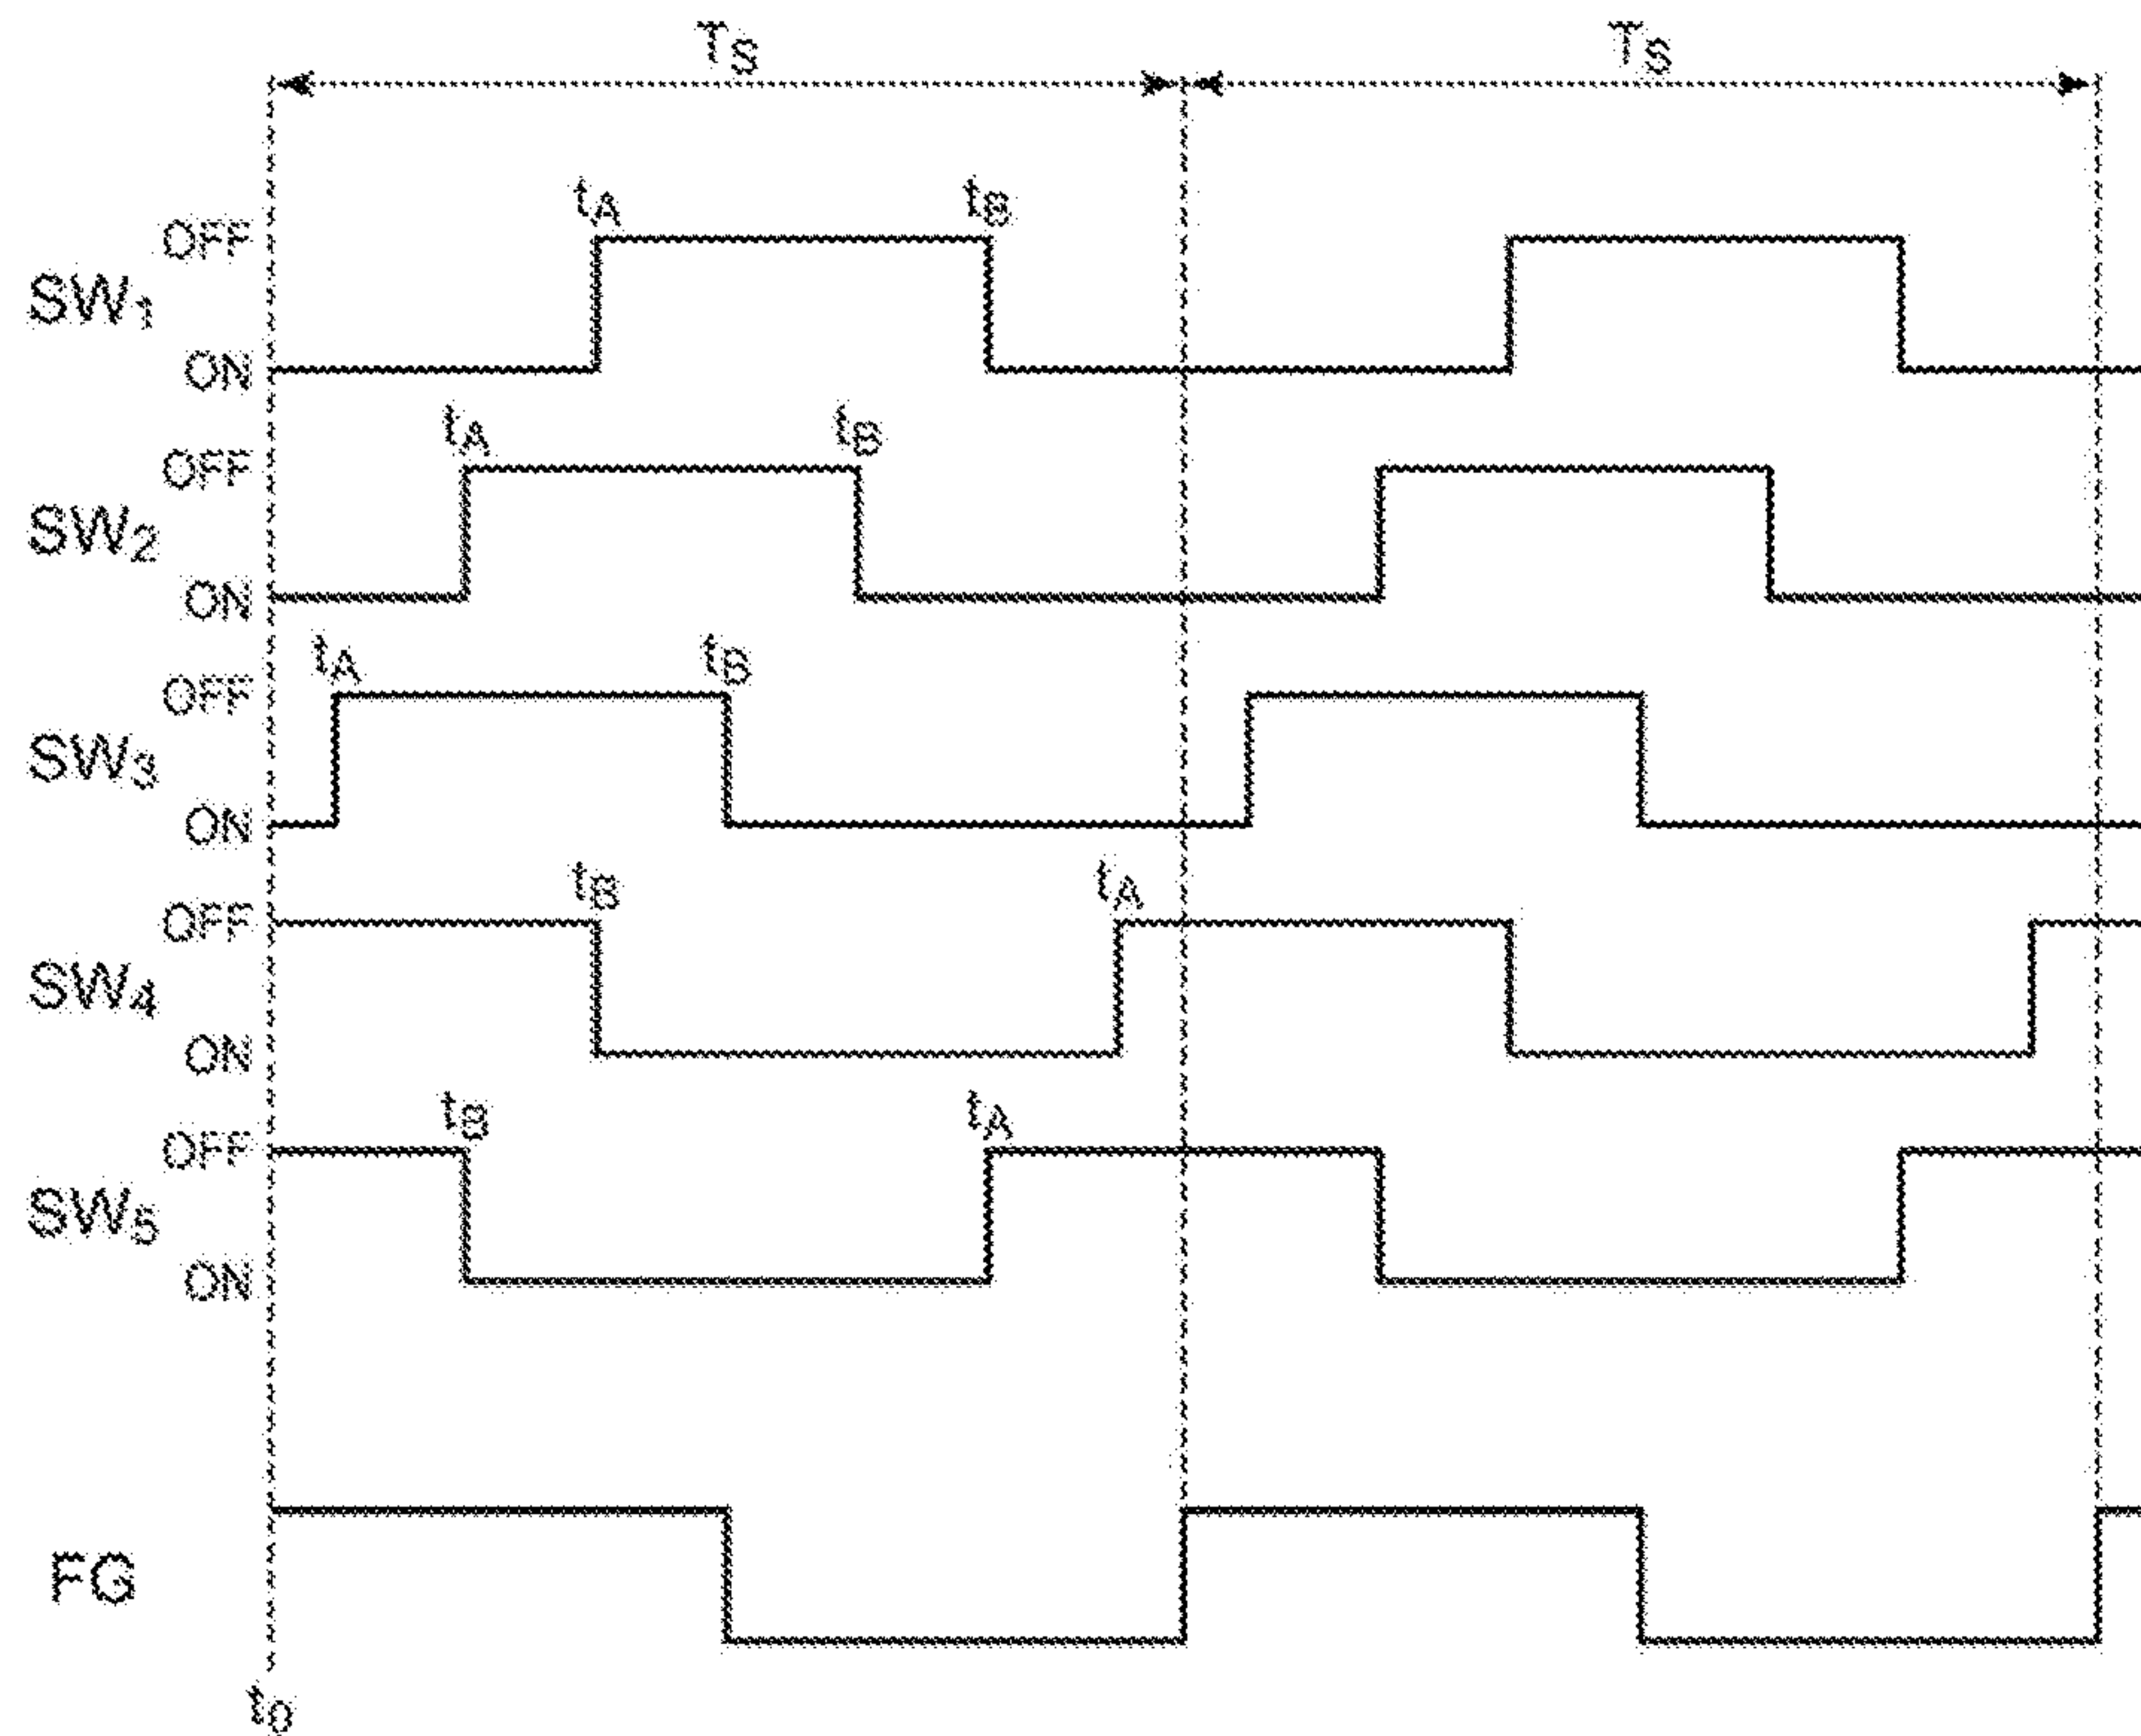 TS TS
tA tB
OFF
SW1
ON
tA tB
OFF
SW2
ON
tA tB
OFF
SW3
ON
tB tA
OFF
SW4
ON
tB tA
OFF
SW5
ON
FG
t0